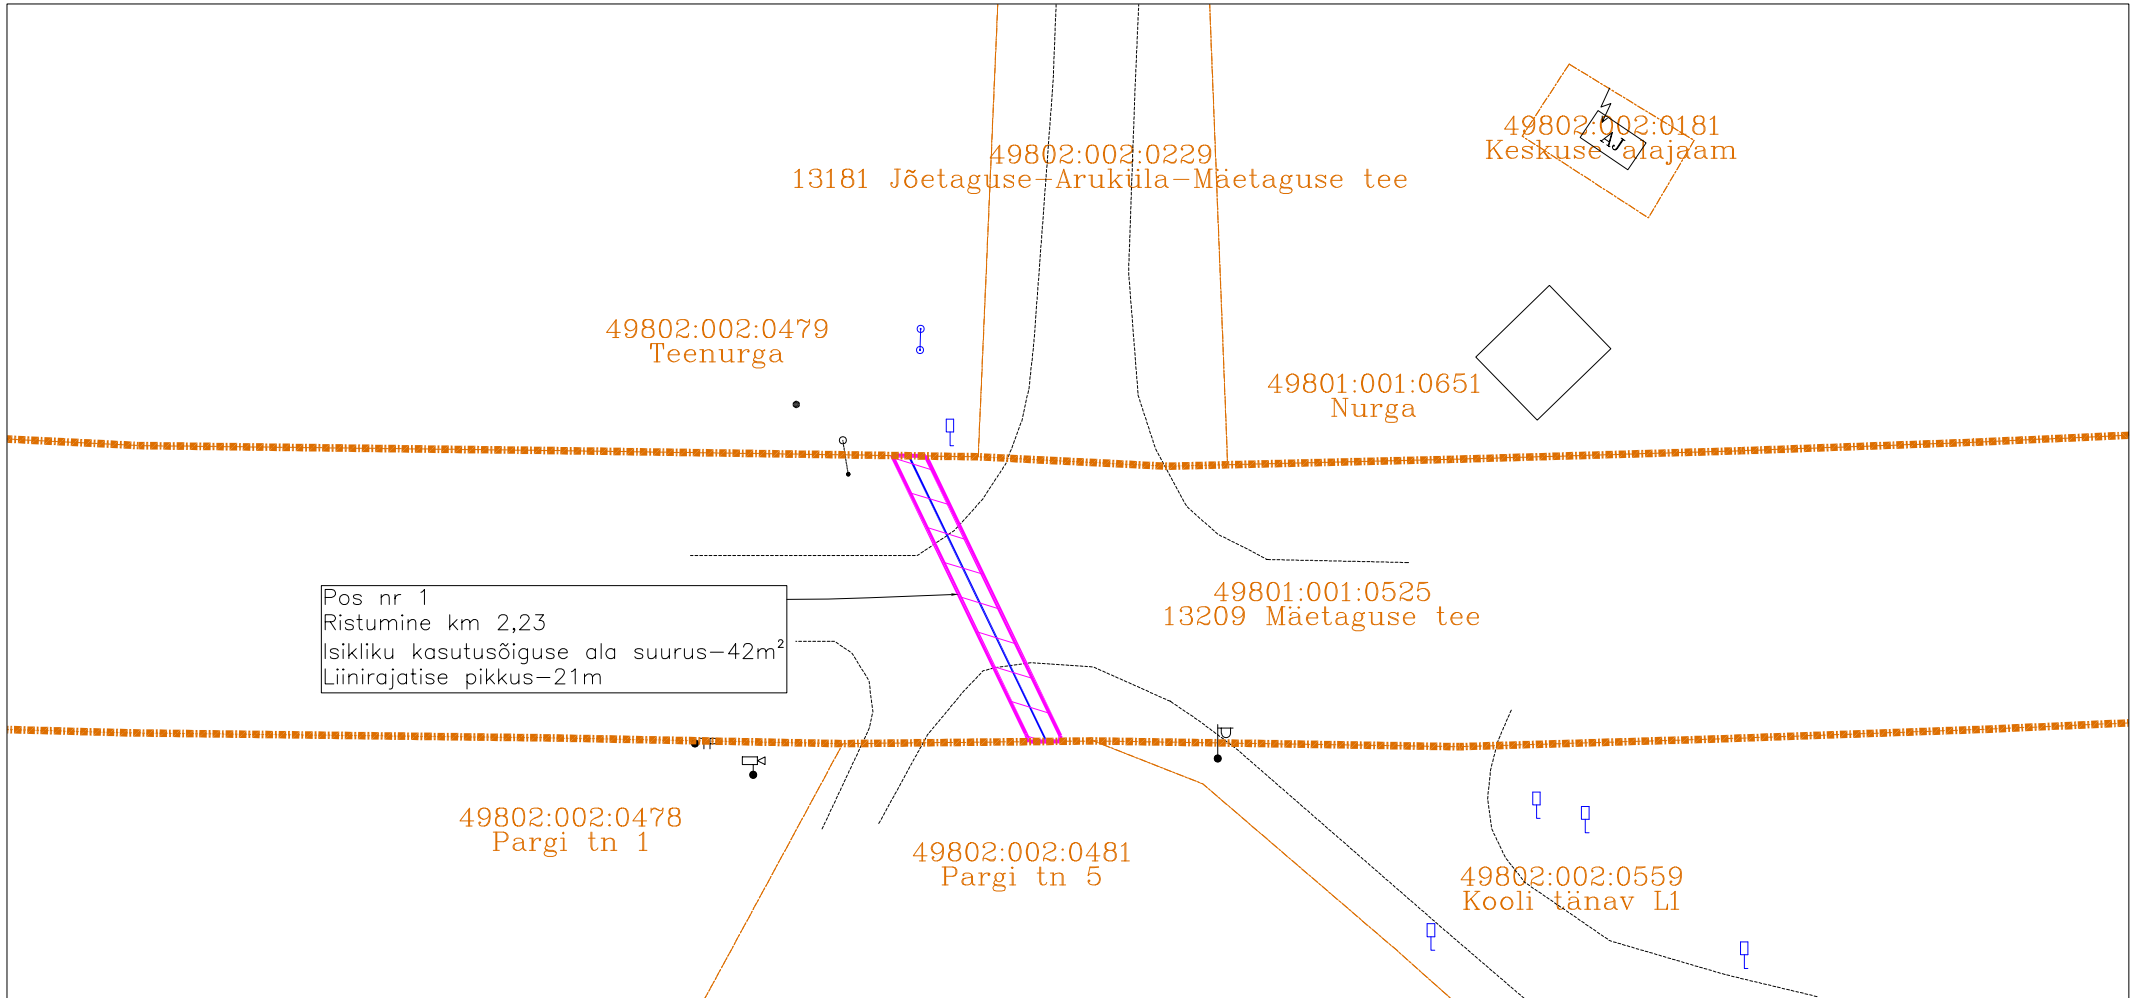 49802:002:0181
Keskuse alajaam
AJ
49802:002:0229
13181 Jõetaguse-Aruküla-Mäetaguse tee
49802:002:0479
Teenurga
49801:001:0651
Nurga
Pos nr 1
Ristumine km 2,23
Isikliku kasutusõiguse ala suurus-42m²
Liinirajatise pikkus-21m
49801:001:0525
13209 Mäetaguse tee
49802:002:0478
Pargi tn 1
49802:002:0481
Pargi tn 5
49802:002:0559
Kooli tänav L1